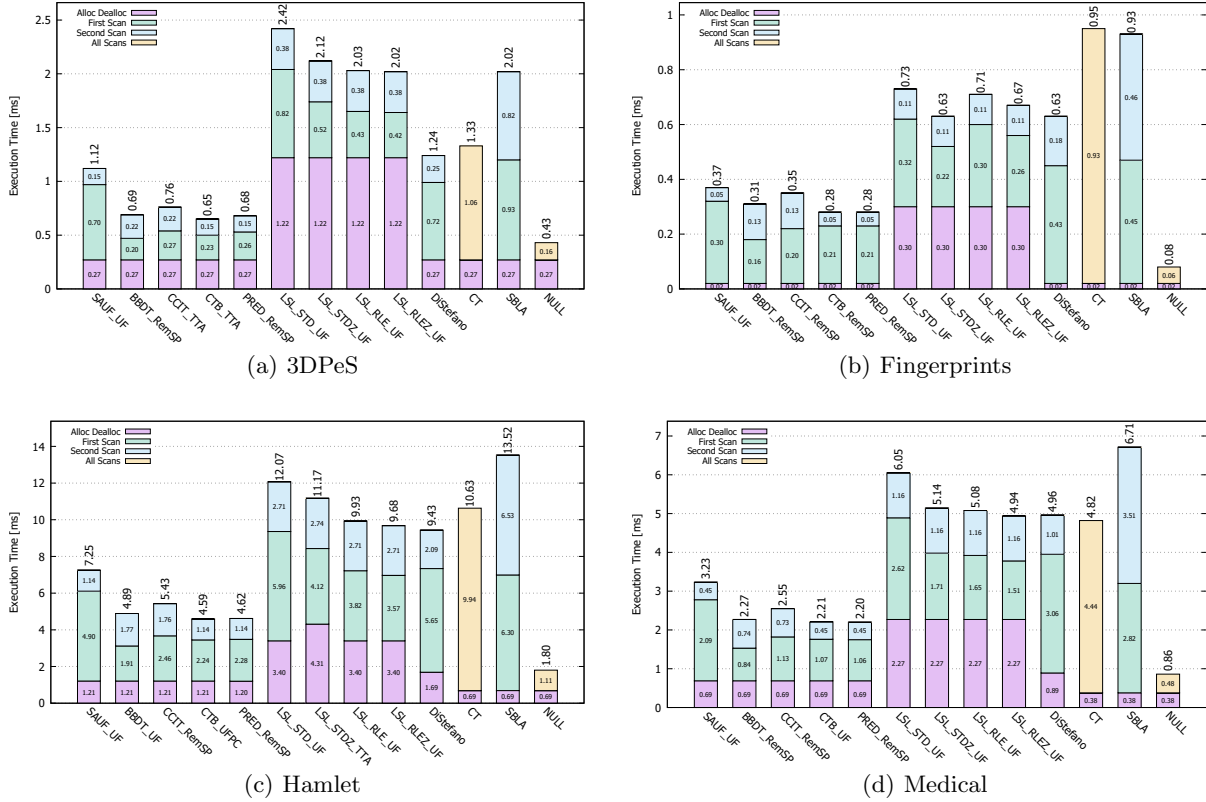 Alloc Dealloc
First Scan
Second Scan
All Scans
Execution Time [ms]
2.5
2
1.5
1
0.5
0
1.12 0.69 0.76 0.65 0.68 2.42 2.12 2.03 2.02 1.24 1.33 2.02 0.43
0.15 0.22 0.22 0.15 0.15 0.38 0.38 0.38 0.38 0.25 1.06 0.82 0.16
0.70 0.20 0.27 0.23 0.26 0.82 0.52 0.43 0.42 0.72 0.93
0.27 0.27 0.27 0.27 0.27 1.22 1.22 1.22 1.22 0.27 0.27 0.27 0.27
SAUF_UF BBDT_RemSP CCIT_TTA CTB_TTA PRED_RemSP LSL_STD_UF LSL_STDZ_UF LSL_RLE_UF LSL_RLEZ_UF DiStefano CT SBLA NULL
(a) 3DPeS
Alloc Dealloc
First Scan
Second Scan
All Scans
Execution Time [ms]
1
0.8
0.6
0.4
0.2
0
0.37 0.31 0.35 0.28 0.28 0.73 0.63 0.71 0.67 0.63 0.95 0.93 0.08
0.05 0.13 0.13 0.05 0.05 0.11 0.11 0.11 0.11 0.18 0.93 0.46 0.06
0.30 0.16 0.20 0.21 0.21 0.32 0.22 0.30 0.26 0.43 0.45
0.02 0.02 0.02 0.02 0.02 0.30 0.30 0.30 0.30 0.02 0.02 0.02 0.02
SAUF_UF BBDT_RemSP CCIT_RemSP CTB_RemSP PRED_RemSP LSL_STD_UF LSL_STDZ_UF LSL_RLE_UF LSL_RLEZ_UF DiStefano CT SBLA NULL
(b) Fingerprints
Alloc Dealloc
First Scan
Second Scan
All Scans
Execution Time [ms]
14
12
10
8
6
4
2
0
7.25 4.89 5.43 4.59 4.62 12.07 11.17 9.93 9.68 9.43 10.63 13.52 1.80
1.14 1.77 1.76 1.14 1.14 2.71 2.74 2.71 2.71 2.09 9.94 6.53 1.11
4.90 1.91 2.46 2.24 2.28 5.96 4.12 3.82 3.57 5.65 6.30
1.21 1.21 1.21 1.21 1.20 3.40 4.31 3.40 3.40 1.69 0.69 0.69 0.69
SAUF_UF BBDT_UF CCIT_RemSP CTB_UFPC PRED_RemSP LSL_STD_UF LSL_STDZ_TTA LSL_RLE_UF LSL_RLEZ_UF DiStefano CT SBLA NULL
(c) Hamlet
Alloc Dealloc
First Scan
Second Scan
All Scans
Execution Time [ms]
7
6
5
4
3
2
1
0
3.23 2.27 2.55 2.21 2.20 6.05 5.14 5.08 4.94 4.96 4.82 6.71 0.86
0.45 0.74 0.73 0.45 0.45 1.16 1.16 1.16 1.16 1.01 4.44 3.51 0.48
2.09 0.84 1.13 1.07 1.06 2.62 1.71 1.65 1.51 3.06 2.82
0.69 0.69 0.69 0.69 0.69 2.27 2.27 2.27 2.27 0.89 0.38 0.38 0.38
SAUF_UF BBDT_RemSP CCIT_RemSP CTB_UF PRED_RemSP LSL_STD_UF LSL_STDZ_UF LSL_RLE_UF LSL_RLEZ_UF DiStefano CT SBLA NULL
(d) Medical